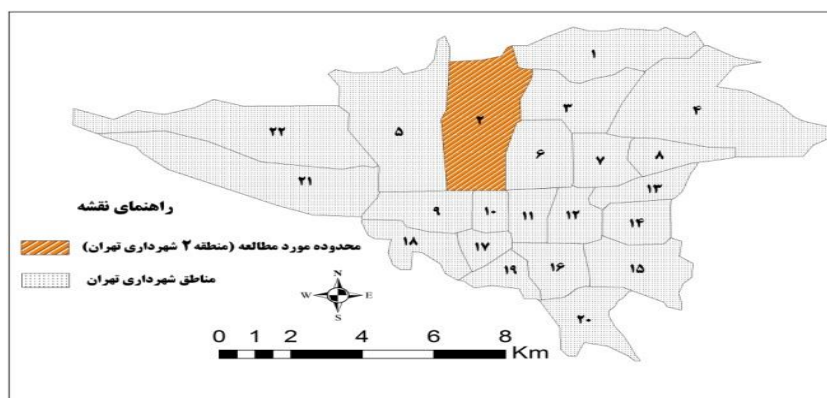 ۱
۲
۳
۴
۵
۲۲
۶
۷
۸
۲۱
۱۳
۹
۱۰
۱۱
۱۲
۱۴
۱۸
۱۷
۱۹
۱۶
۱۵
۲۰
راهنمای نقشه
محدوده مورد مطالعه (منطقه ۲ شهرداری تهران)
مناطق شهرداری تهران
N
W E
S
0 1 2 4 6 8
Km